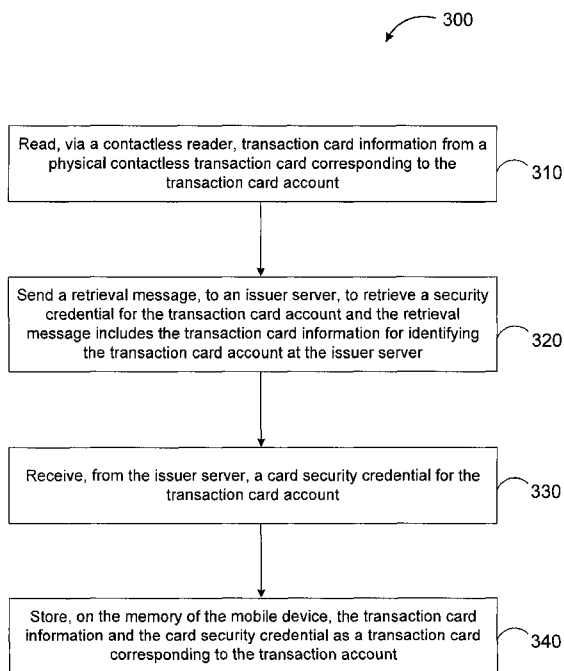 300
Read, via a contactless reader, transaction card information from a
physical contactless transaction card corresponding to the
transaction card account
310
Send a retrieval message, to an issuer server, to retrieve a security
credential for the transaction card account and the retrieval
message includes the transaction card information for identifying
the transaction card account at the issuer server
320
Receive, from the issuer server, a card security credential for the
transaction card account
330
Store, on the memory of the mobile device, the transaction card
information and the card security credential as a transaction card
corresponding to the transaction account
340